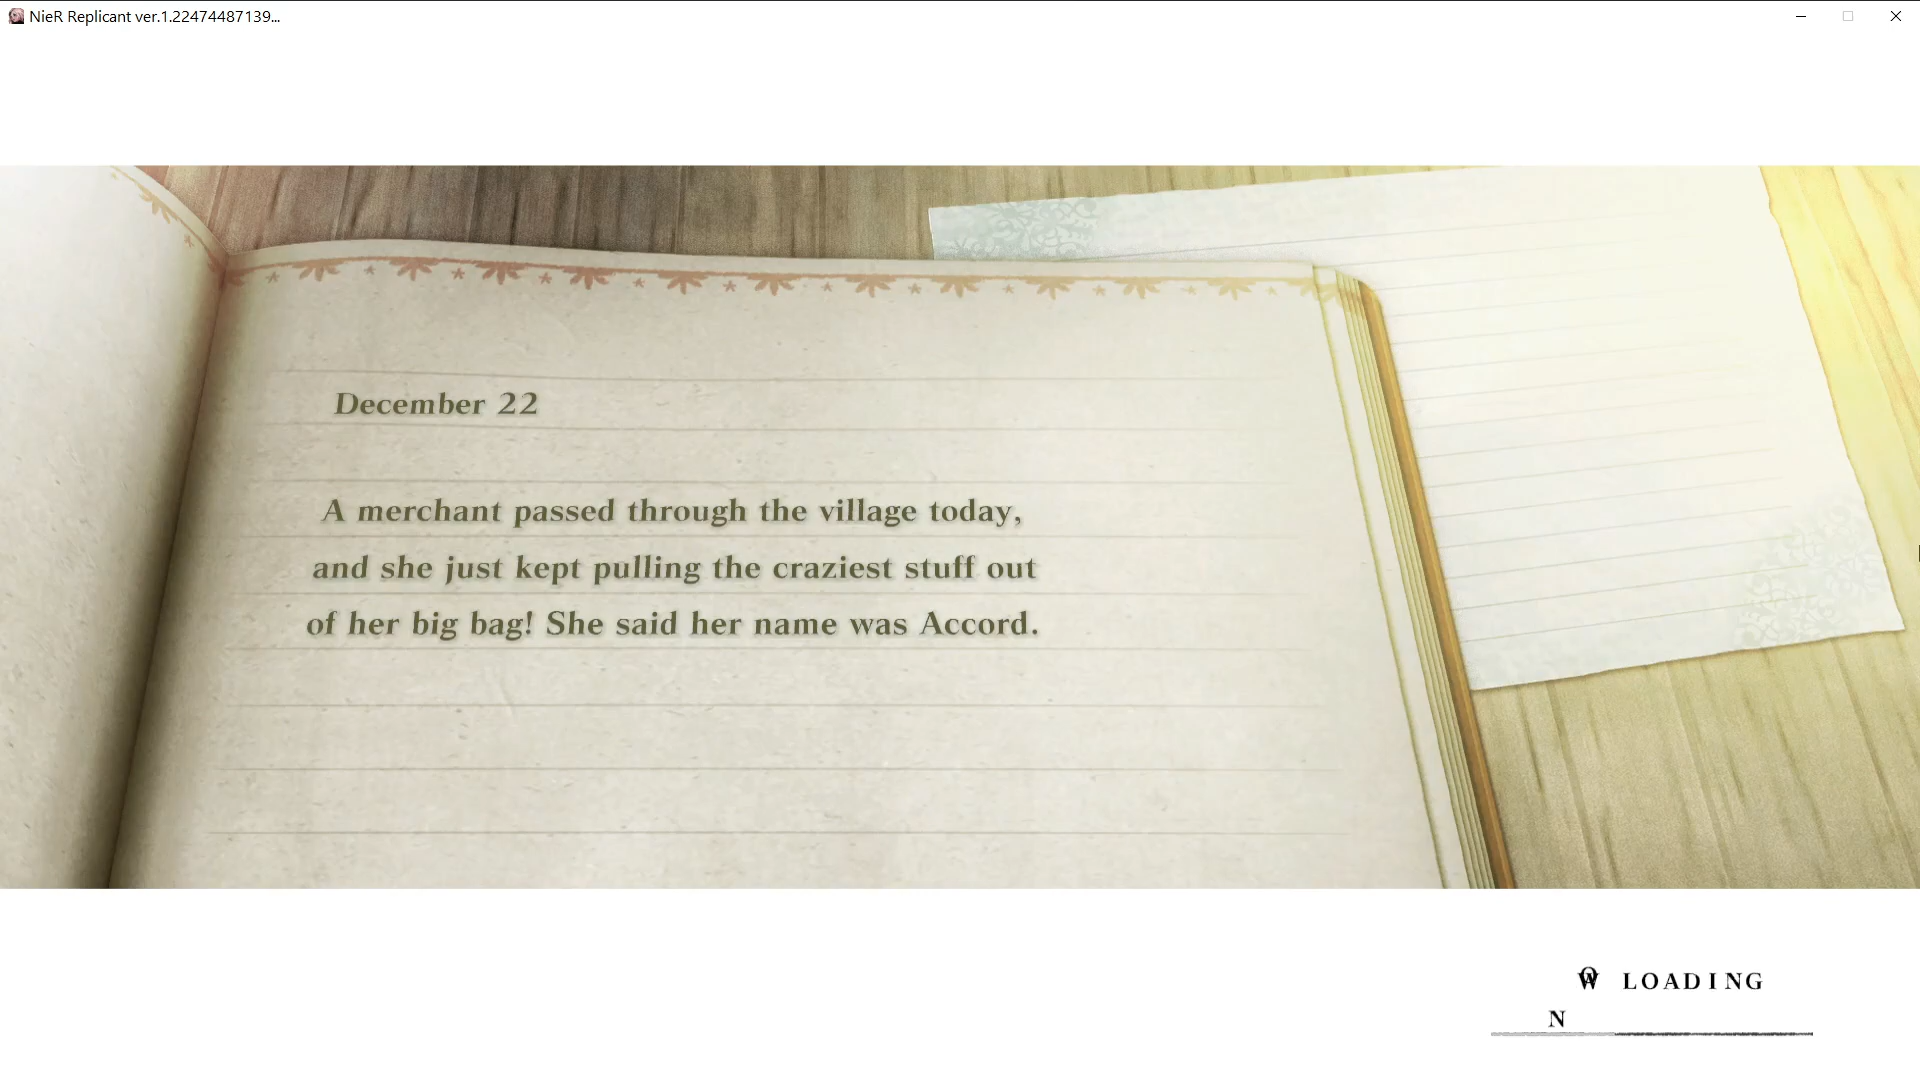 NieR Replicant ver.1.22474487139...
December 22
A merchant passed through the village today,
and she just kept pulling the craziest stuff out
of her big bag! She said her name was Accord.
NOW LOADING